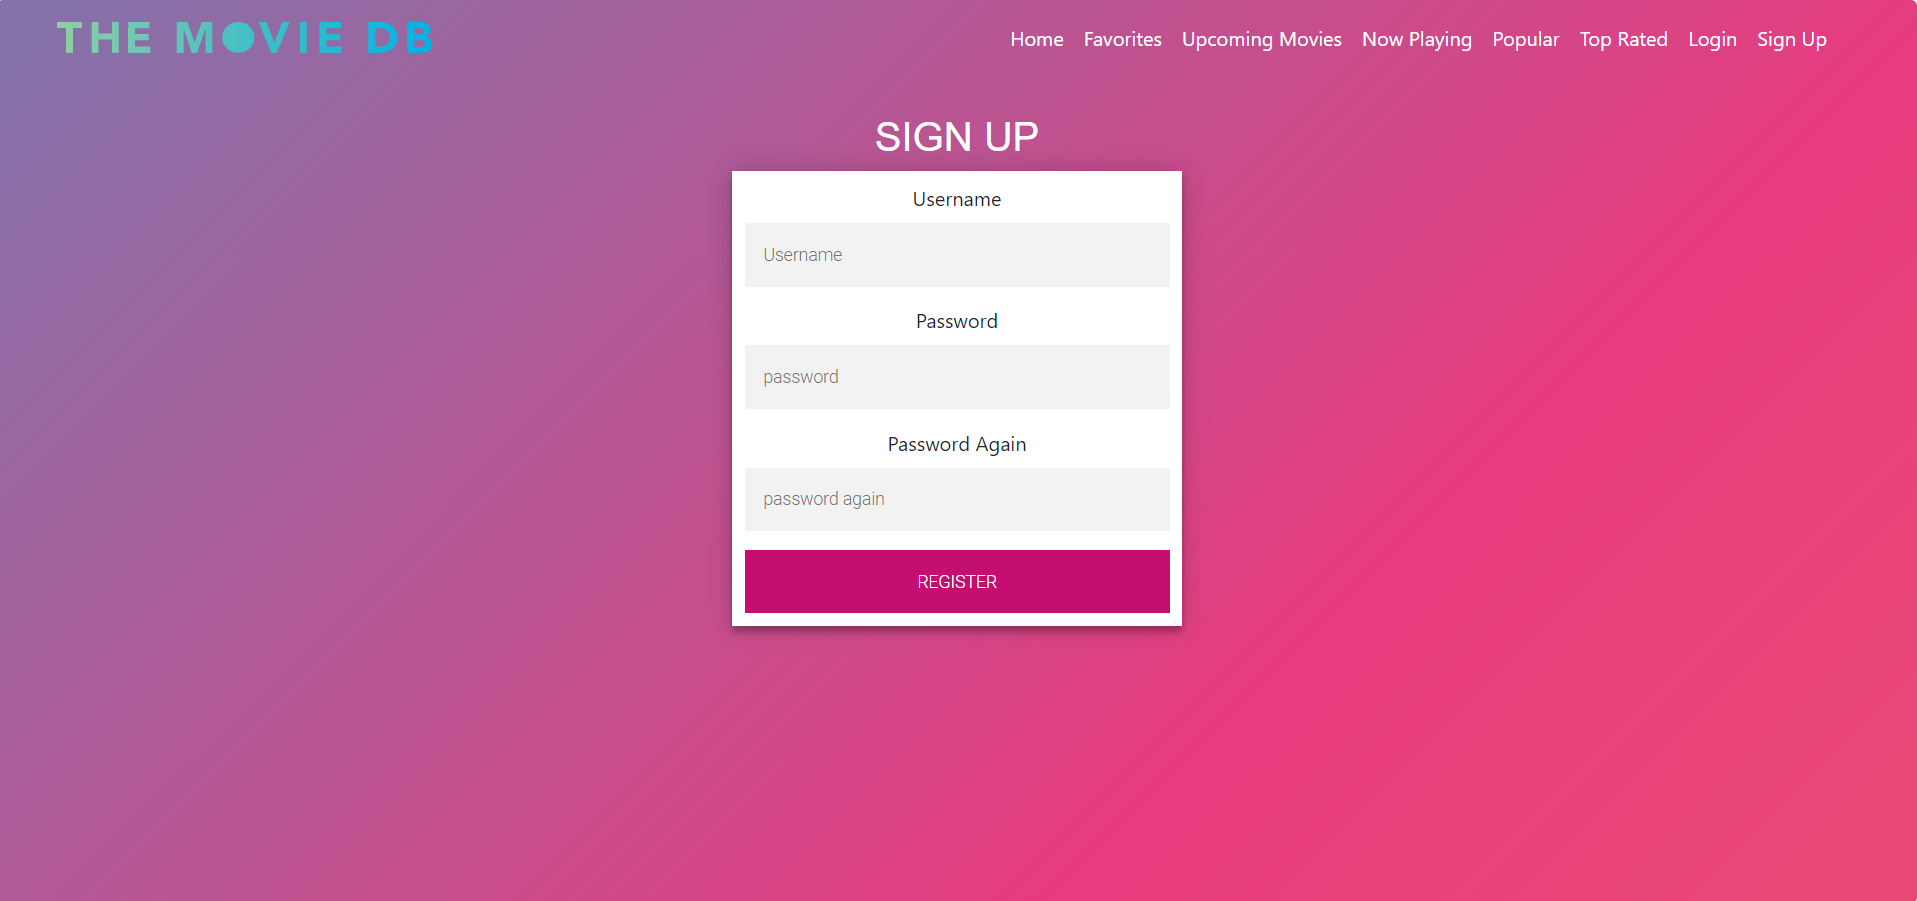 THE MOVIE DB
Home Favorites Upcoming Movies Now Playing Popular Top Rated Login Sign Up
SIGN UP
Username
Username
Password
password
Password Again
password again
REGISTER